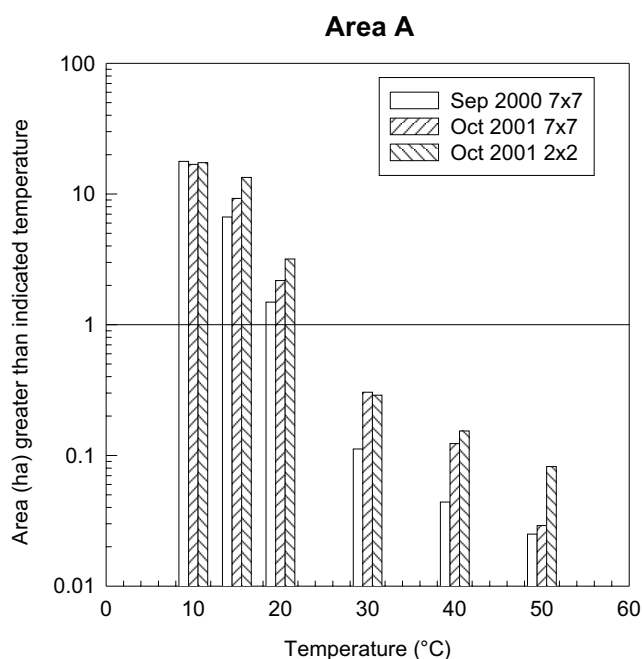 Area A
100
10
1
0.1
0.01
Area (ha) greater than indicated temperature
Sep 2000 7x7
Oct 2001 7x7
Oct 2001 2x2
0 10 20 30 40 50 60
Temperature (°C)